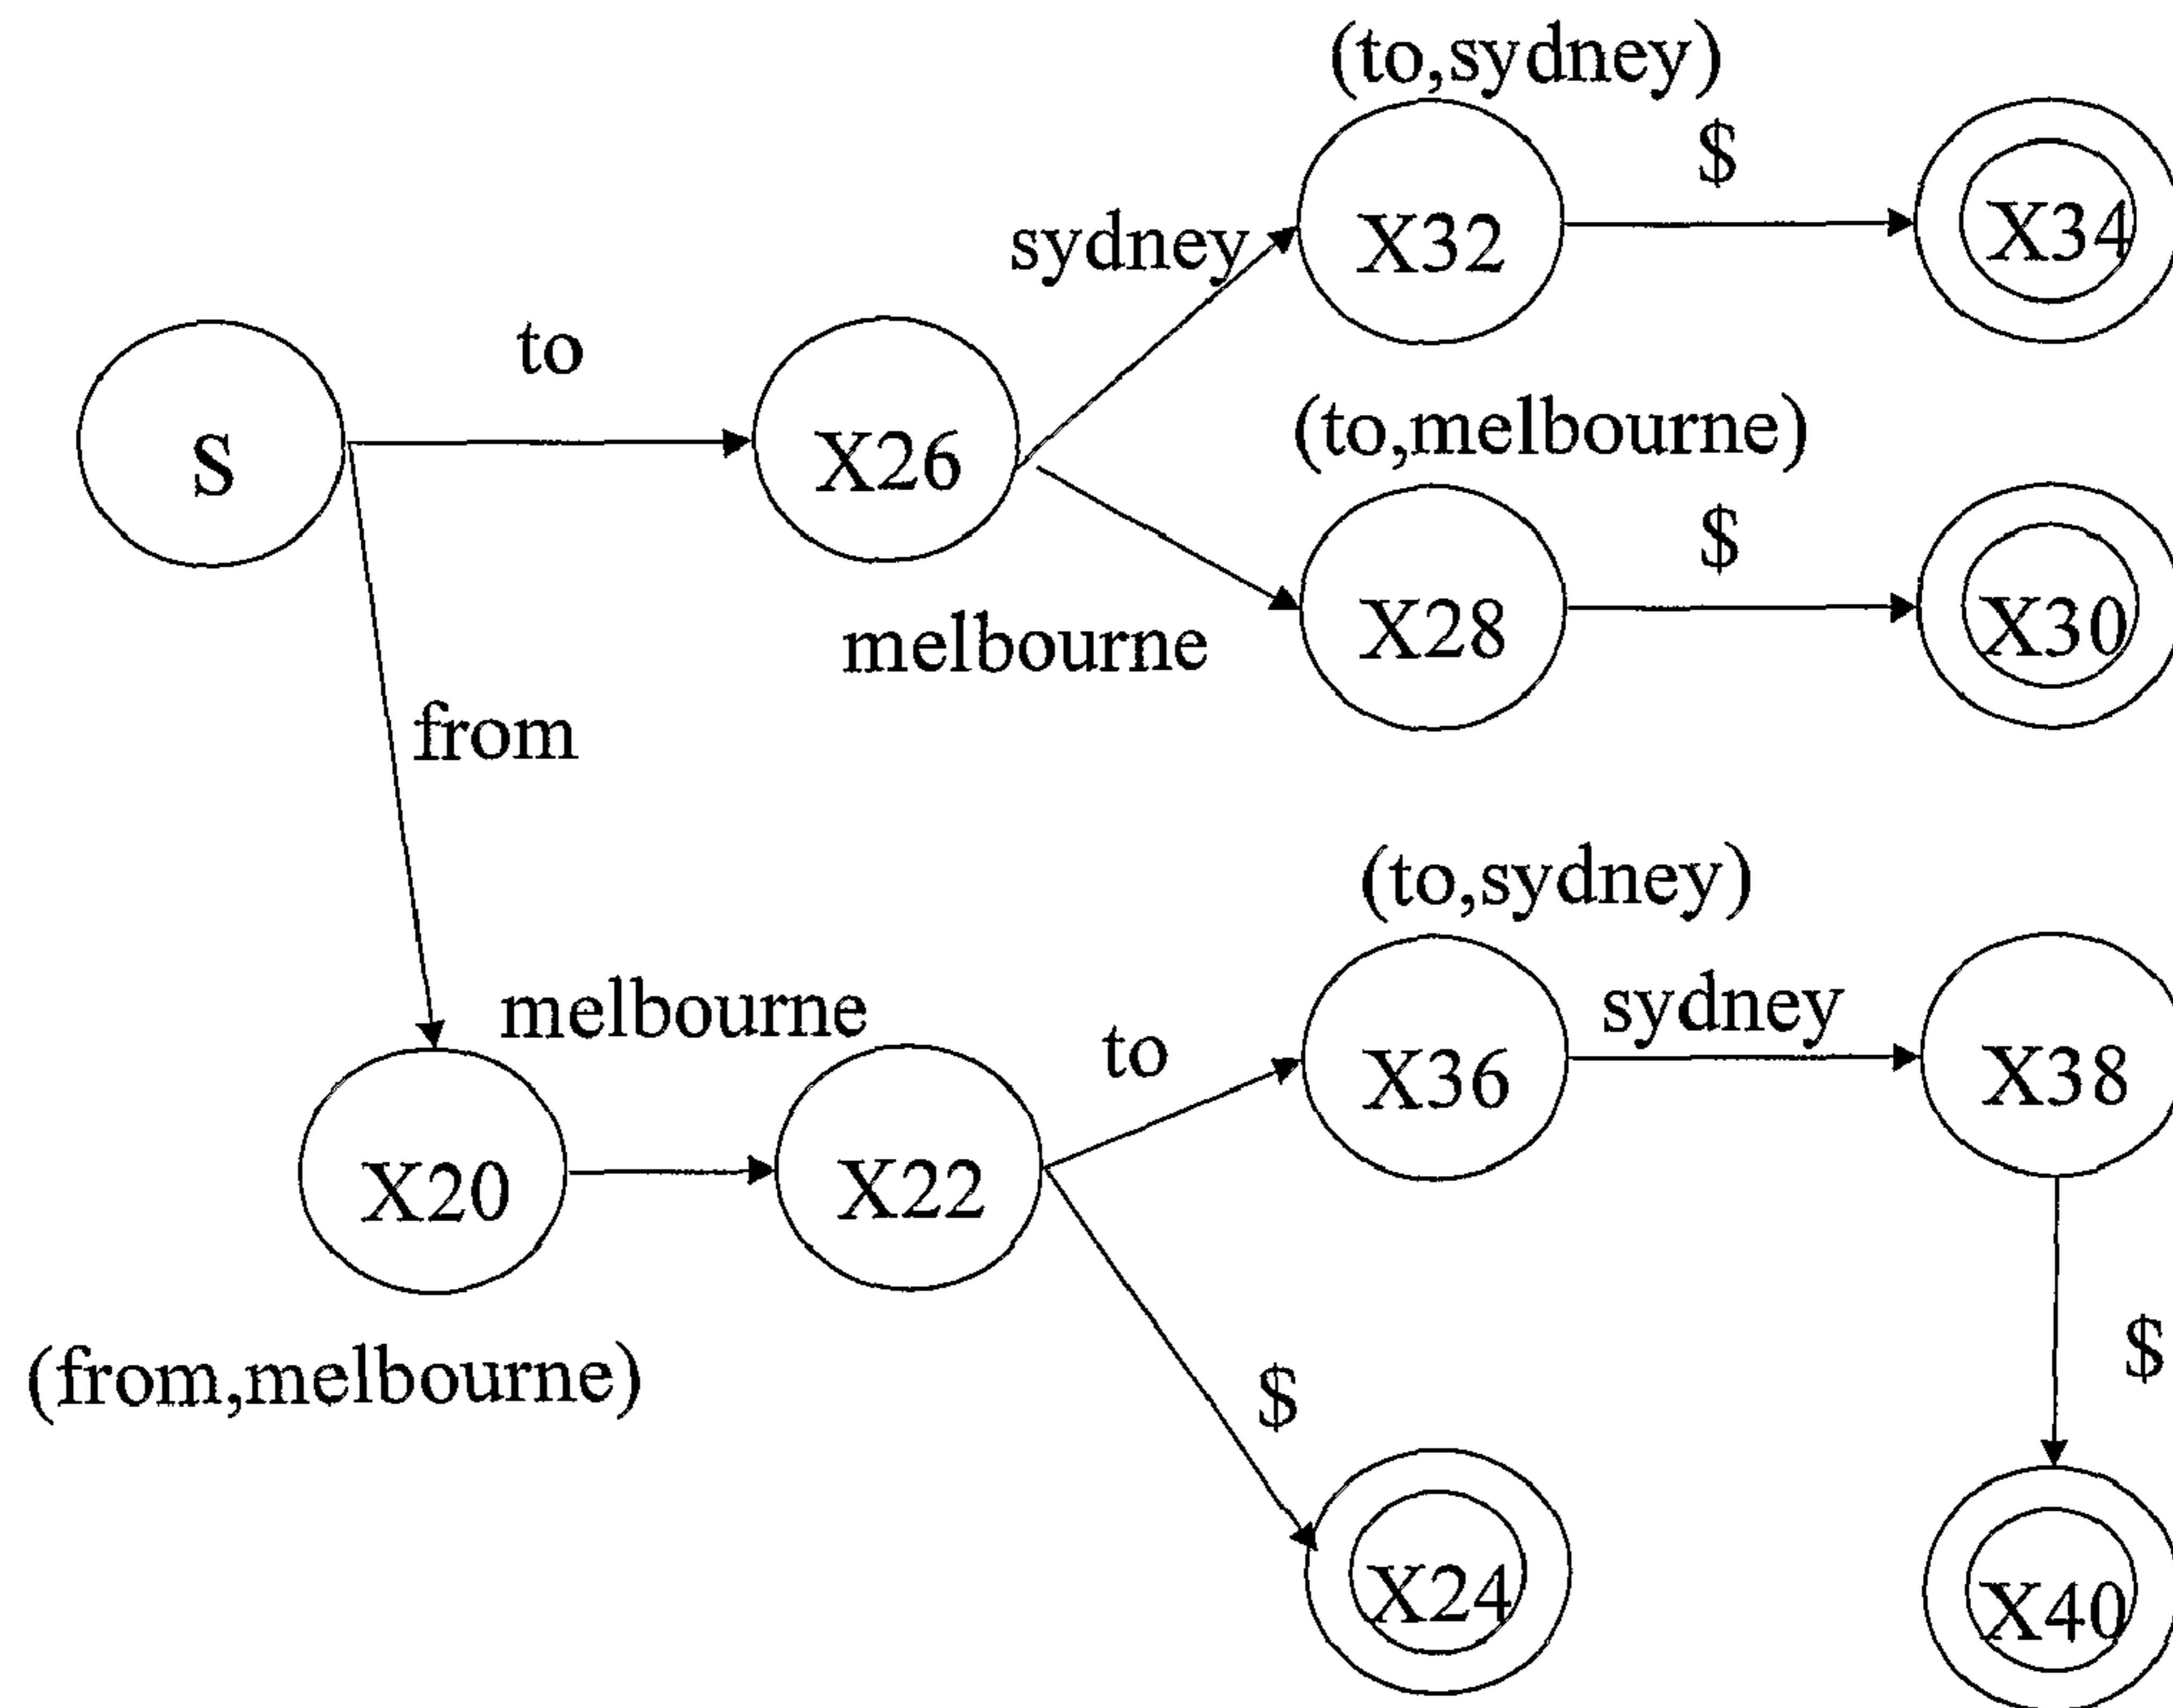 (to,sydney)
$
X34
sydney
X32
to
S
X26
(to,melbourne)
$
X28
X30
melbourne
from
(to,sydney)
melbourne
to
sydney
X36
X38
X20
X22
(from,melbourne)
$
$
X24
X40